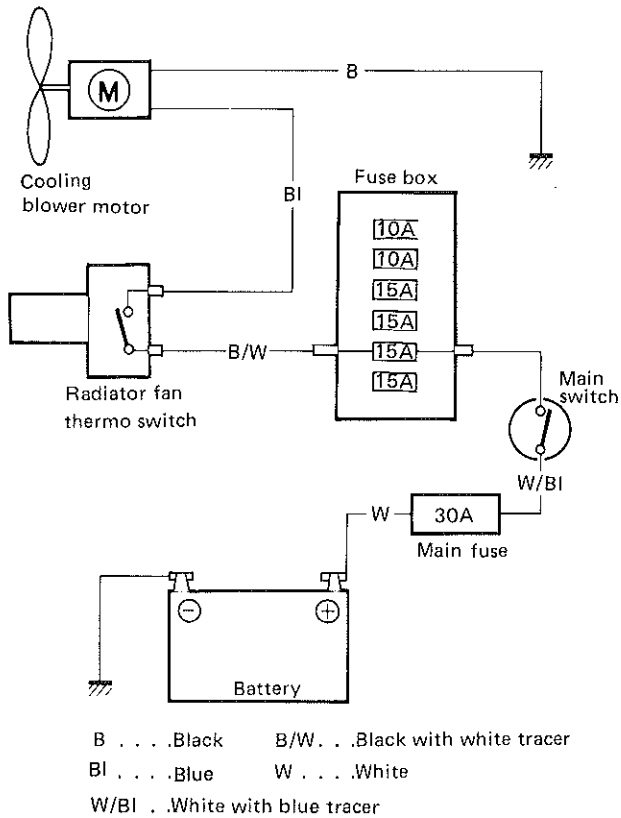 B
M
Cooling
blower motor
Bl
Fuse box
10A
10A
15A
15A
15A
15A
B/W
Radiator fan
thermo switch
Main
switch
W/Bl
W
30A
Main fuse
−
+
Battery
B . . . .Black B/W. . .Black with white tracer
Bl . . . .Blue W . . . .White
W/Bl . .White with blue tracer